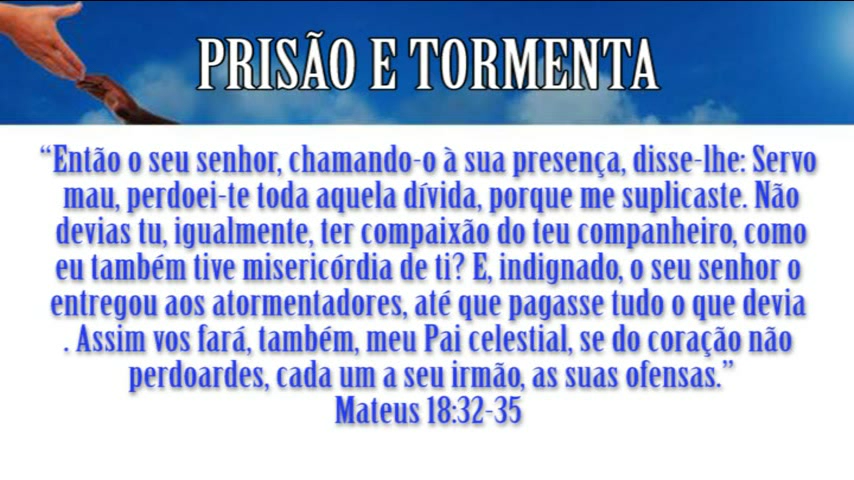 PRISÃO E TORMENTA
“Então o seu senhor, chamando-o à sua presença, disse-lhe: Servo
mau, perdoei-te toda aquela dívida, porque me suplicaste. Não
devias tu, igualmente, ter compaixão do teu companheiro, como
eu também tive misericórdia de ti? E, indignado, o seu senhor o
entregou aos atormentadores, até que pagasse tudo o que devia
. Assim vos fará, também, meu Pai celestial, se do coração não
perdoardes, cada um a seu irmão, as suas ofensas.”
Mateus 18:32-35